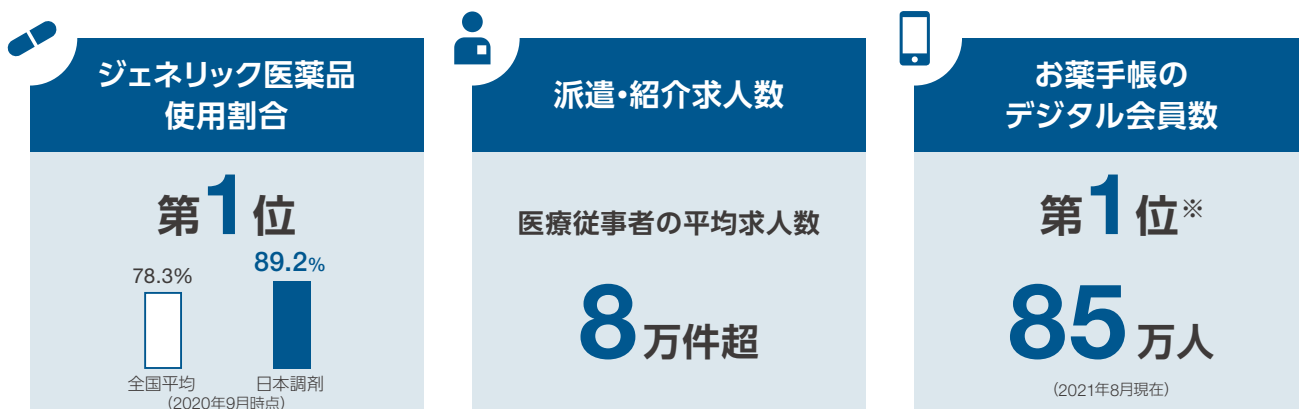 ジェネリック医薬品
使用割合
第1位
78.3%
89.2%
全国平均
日本調剤
（2020年9月時点）
派遣・紹介求人数
医療従事者の平均求人数
8万件超
お薬手帳の
デジタル会員数
第1位※
85万人
（2021年8月現在）